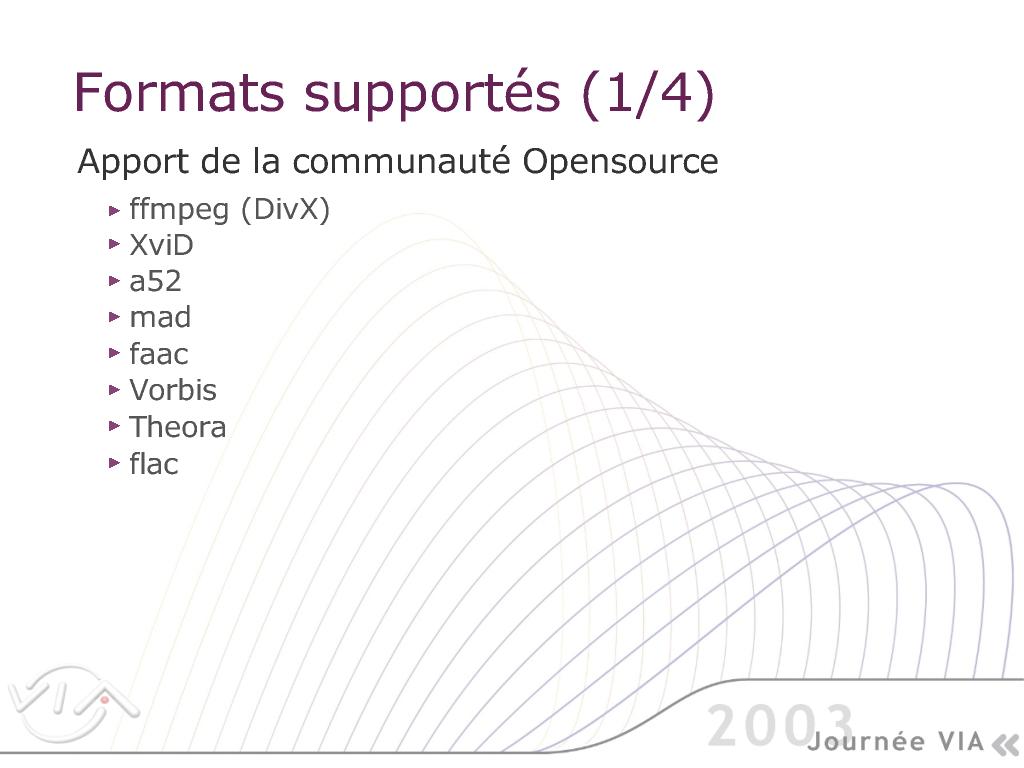 Formats supportés (1/4)
Apport de la communauté Opensource
ffmpeg (DivX)
XviD
a52
mad
faac
Vorbis
Theora
flac
VIA
2003
Journée VIA